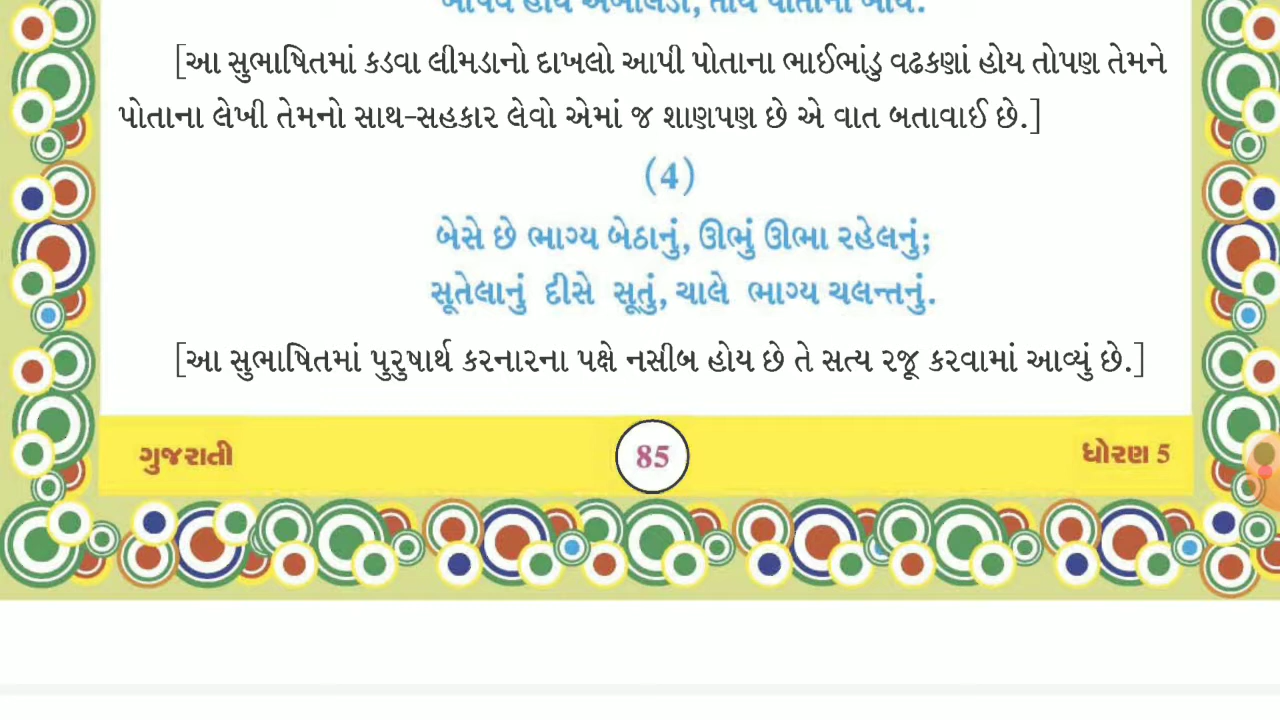 [આ સુભાષિતમાં કડવા લીમડાનો દાખલો આપી પોતાના ભાઈભાંડુ વઢકણાં હોય તોપણ તેમને
પોતાના લેખી તેમનો સાથ-સહકાર લેવો એમાં જ શાણપણ છે એ વાત બતાવાઈ છે.]
(4)
બેસે છે ભાગ્ય બેઠાનું, ઊભું ઊભા રહેલનું;
સૂતેલાનું દીસે સૂતું, ચાલે ભાગ્ય ચલન્તનું.
[આ સુભાષિતમાં પુરુષાર્થ કરનારના પક્ષે નસીબ હોય છે તે સત્ય રજૂ કરવામાં આવ્યું છે.]
ગુજરાતી
85
ધોરણ 5